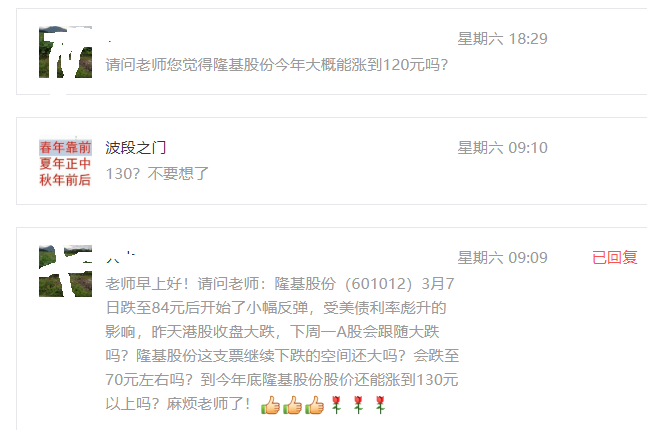 星期六 18:29
请问老师您觉得隆基股份今年大概能涨到120元吗?
春年靠前
夏年正中
秋年前后
波段之门
星期六 09:10
130? 不要想了
星期六 09:09
已回复
老师早上好！请问老师：隆基股份（601012）3月7
日跌至84元后开始了小幅反弹，受美债利率彪升的
影响，昨天港股收盘大跌，下周一A股会跟随大跌
吗？隆基股份这支票继续下跌的空间还大吗？会跌至
70元左右吗？到今年底隆基股份股价还能涨到130元
以上吗？麻烦老师了！👍👍👍🌹🌹🌹